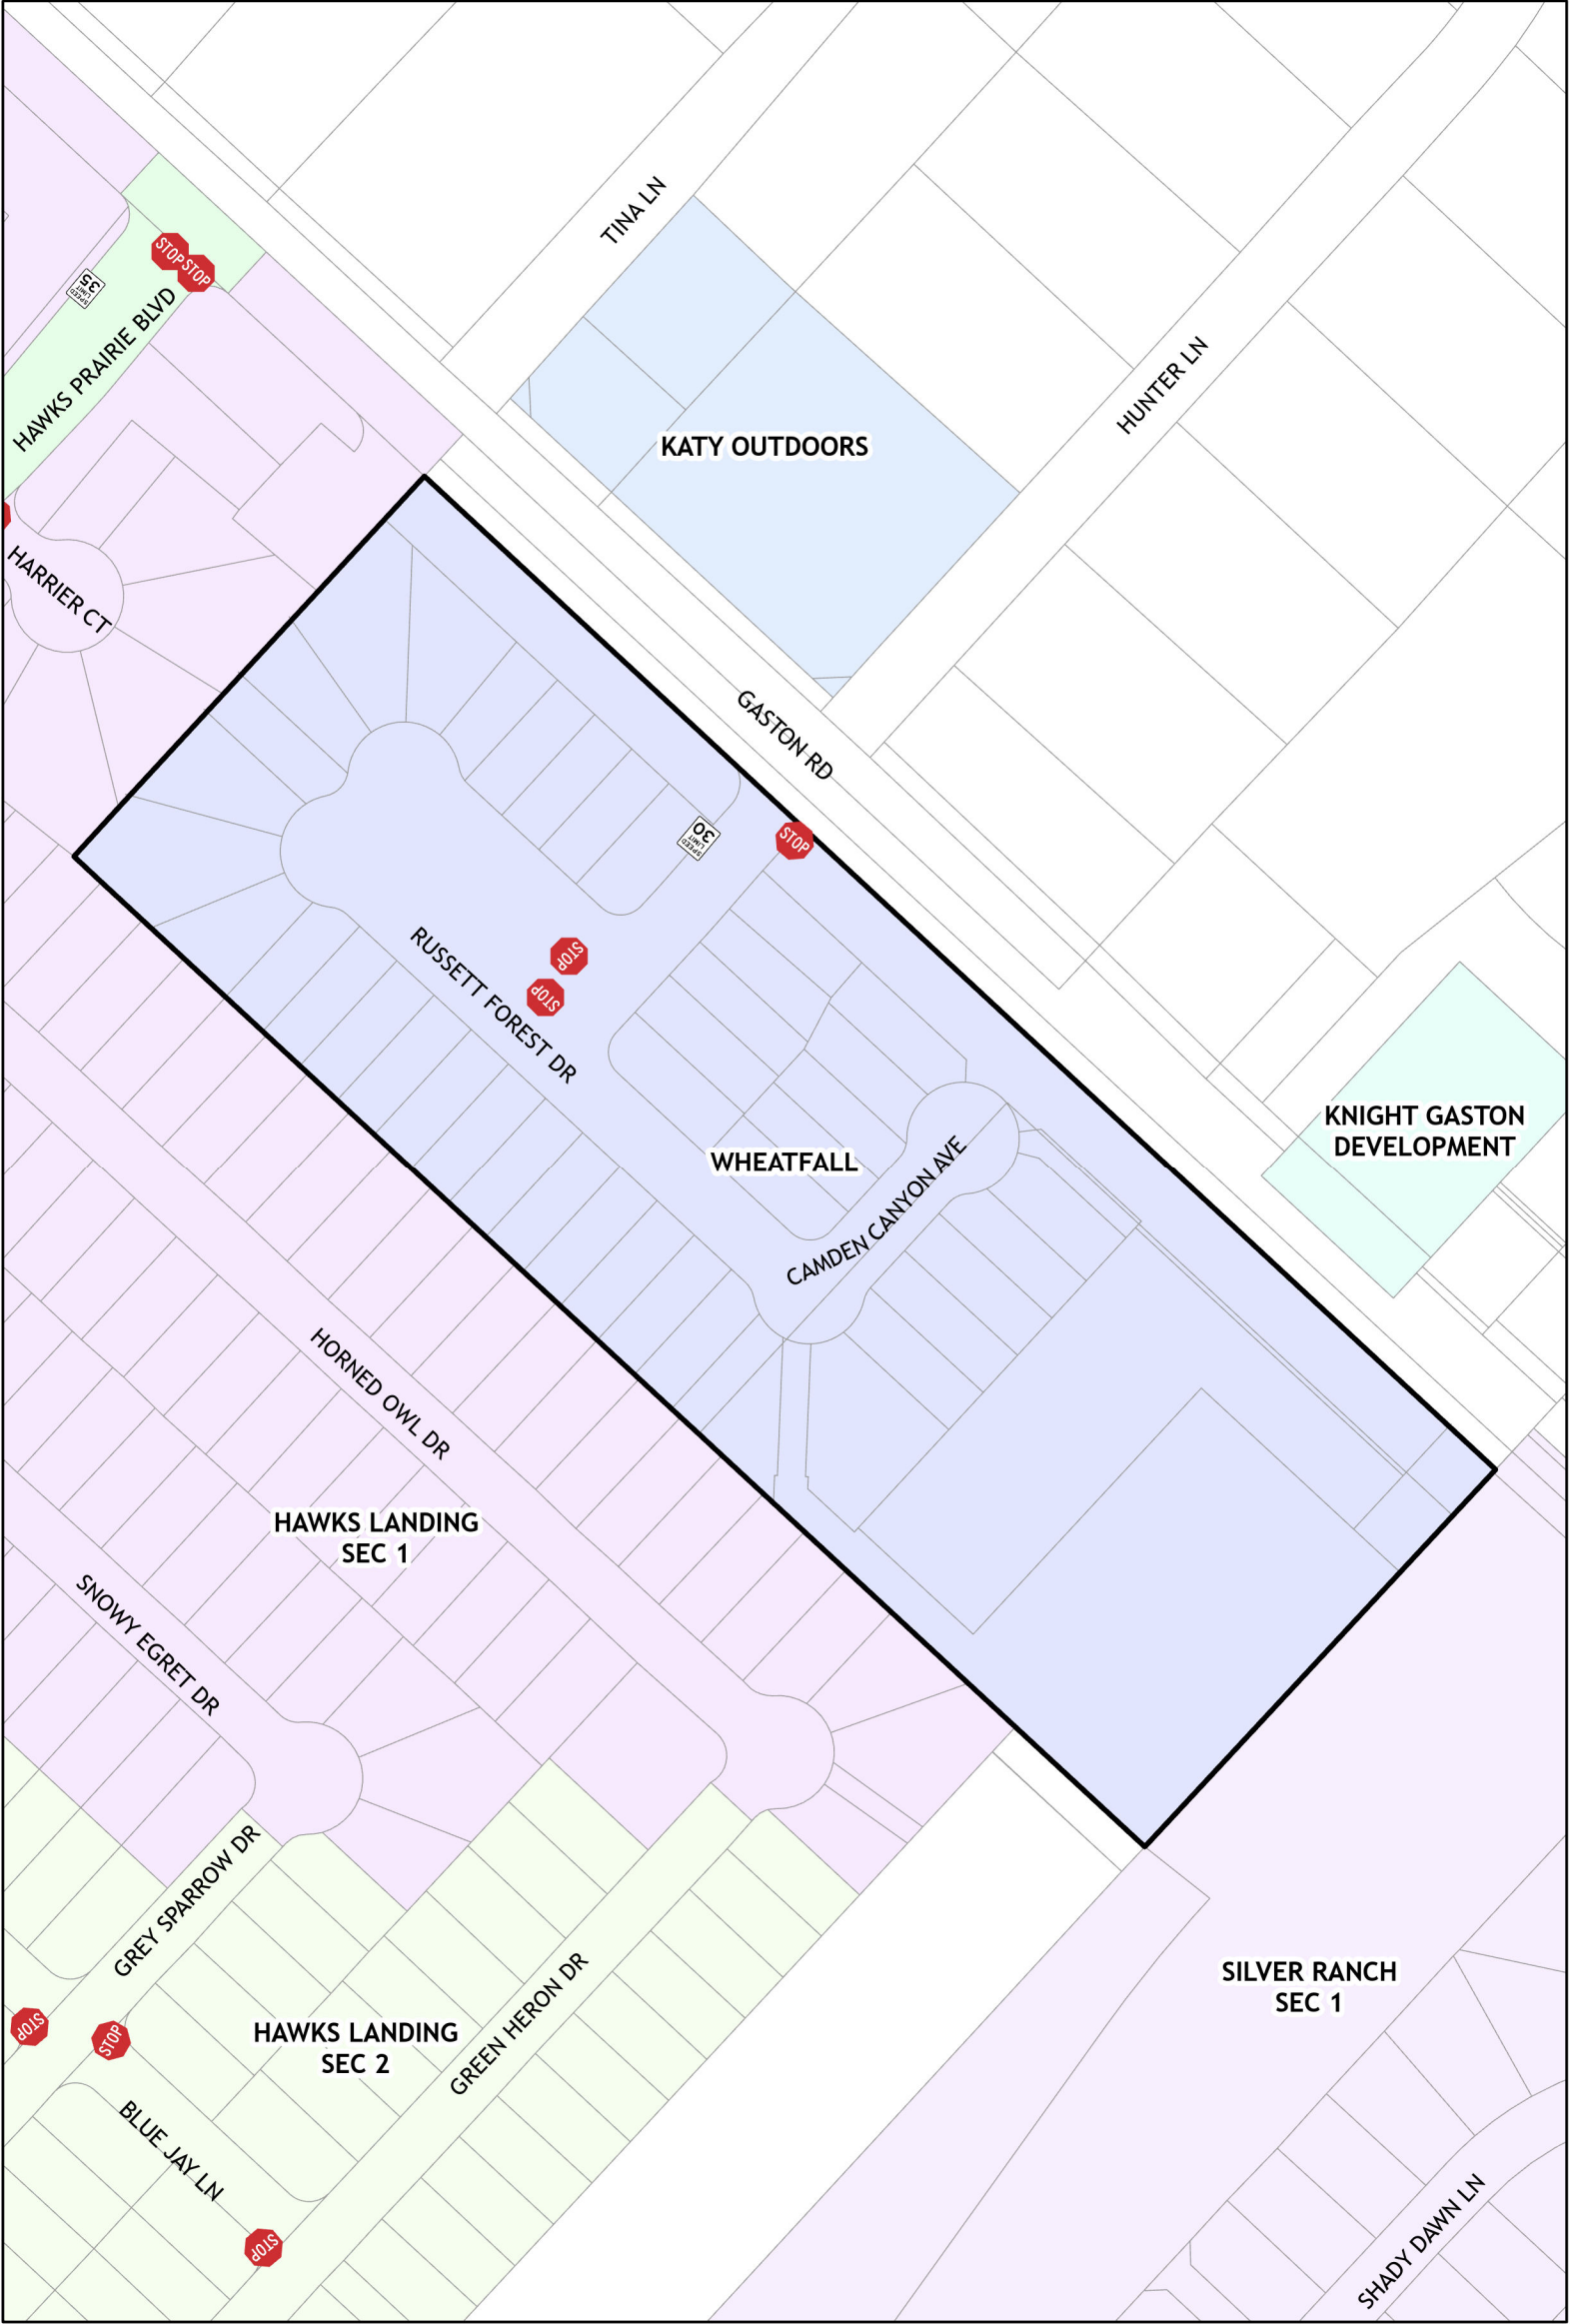 TINA LN
STOP
STOP
SPEED
LIMIT
35
HAWKS PRAIRIE BLVD
HUNTER LN
KATY OUTDOORS
HARRIER CT
GASTON RD
SPEED
LIMIT
30
STOP
STOP
STOP
RUSSETT FOREST DR
KNIGHT GASTON
DEVELOPMENT
WHEATFALL
CAMDEN CANYON AVE
HORNED OWL DR
HAWKS LANDING
SEC 1
SNOWY EGRET DR
GREY SPARROW DR
SILVER RANCH
SEC 1
STOP
STOP
HAWKS LANDING
SEC 2
GREEN HERON DR
BLUE JAY LN
STOP
SHADY DAWN LN